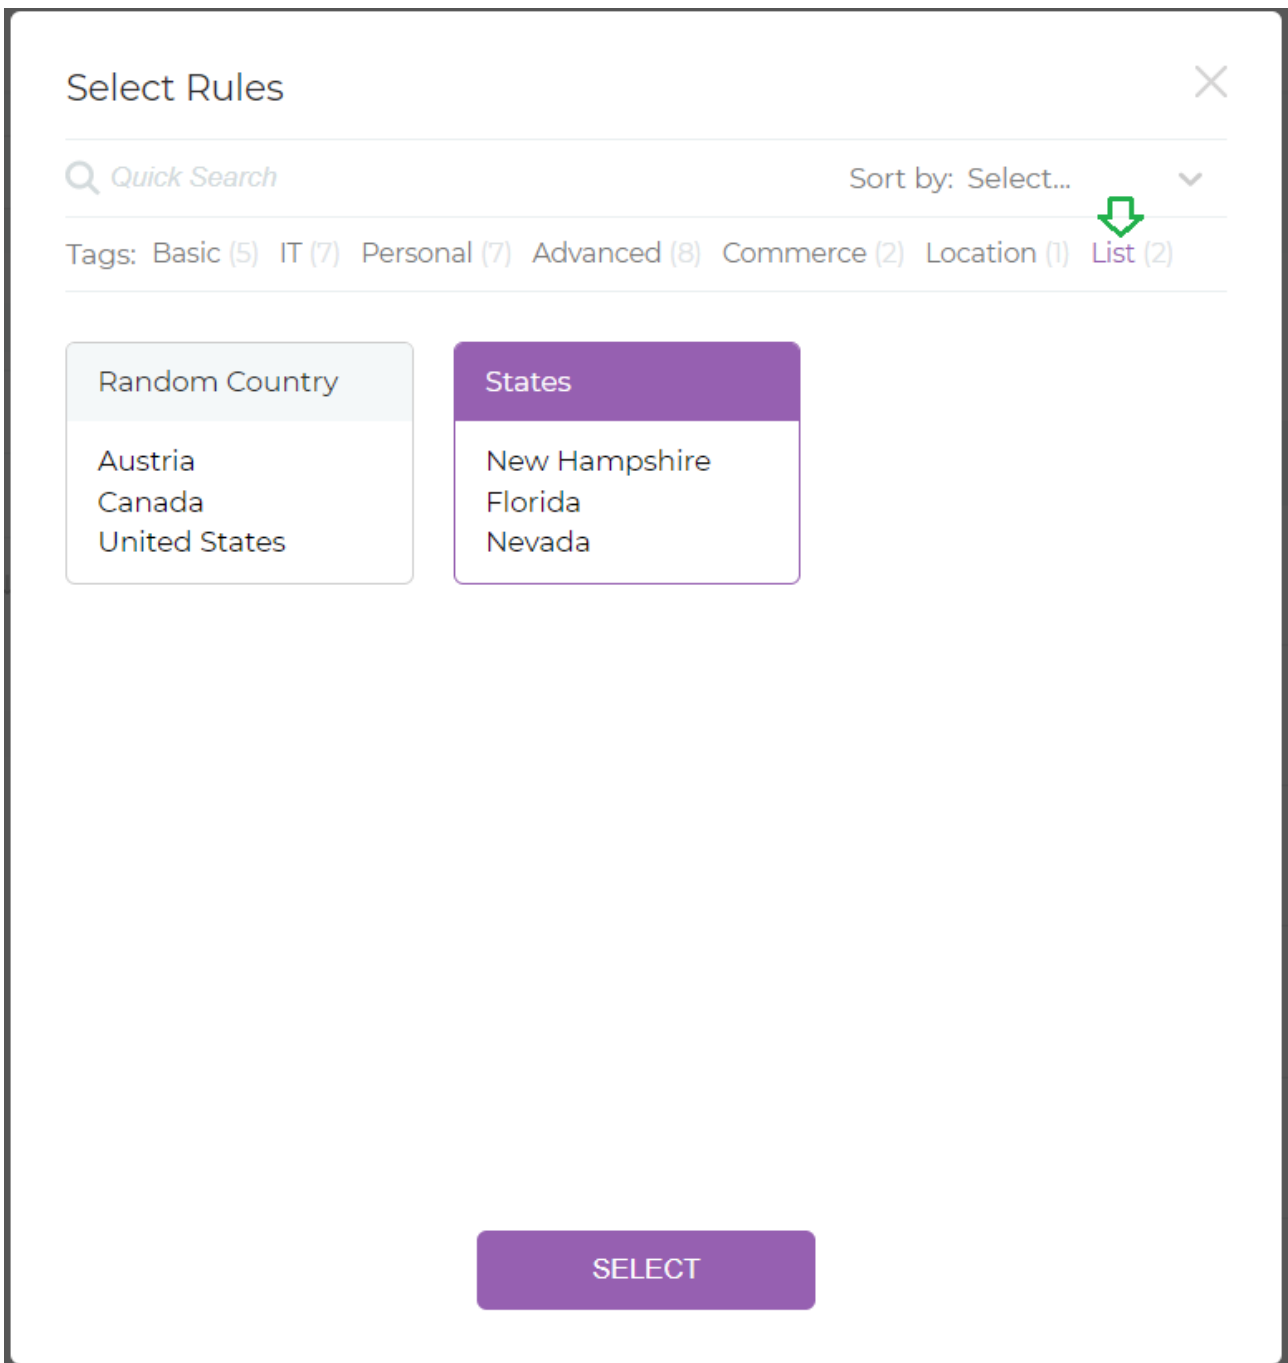 Select Rules
Quick Search
Sort by: Select...
Tags: Basic (5) IT (7) Personal (7) Advanced (8) Commerce (2) Location (1) List (2)
Random Country
Austria
Canada
United States
States
New Hampshire
Florida
Nevada
SELECT